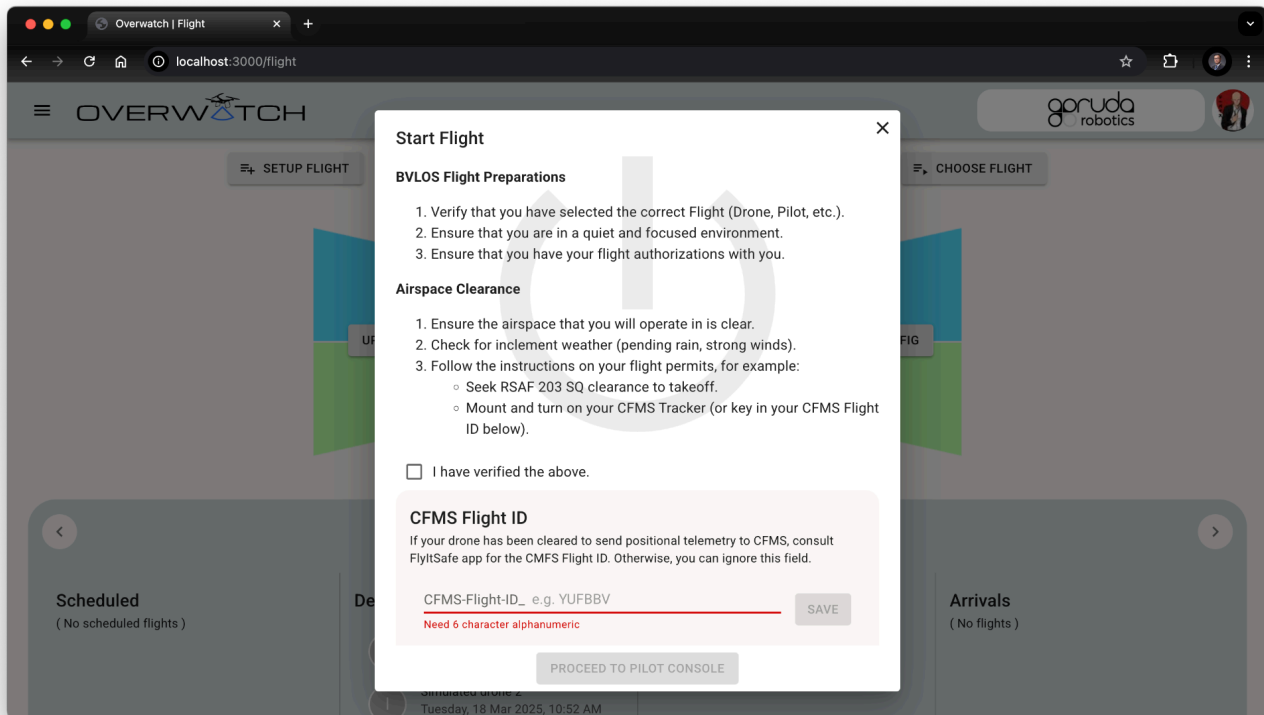 Overwatch | Flight
localhost:3000/flight
OVERWATCH
garuda
robotics
SETUP FLIGHT
CHOOSE FLIGHT
Start Flight
BVLOS Flight Preparations
1. Verify that you have selected the correct Flight (Drone, Pilot, etc.).
2. Ensure that you are in a quiet and focused environment.
3. Ensure that you have your flight authorizations with you.
Airspace Clearance
1. Ensure the airspace that you will operate in is clear.
2. Check for inclement weather (pending rain, strong winds).
3. Follow the instructions on your flight permits, for example:
Seek RSAF 203 SQ clearance to takeoff.
Mount and turn on your CFMS Tracker (or key in your CFMS Flight
ID below).
I have verified the above.
CFMS Flight ID
If your drone has been cleared to send positional telemetry to CFMS, consult
FlyItSafe app for the CMFS Flight ID. Otherwise, you can ignore this field.
CFMS-Flight-ID_ e.g. YUFBBV
SAVE
Need 6 character alphanumeric
PROCEED TO PILOT CONSOLE
Scheduled
( No scheduled flights )
Arrivals
( No flights )
Simulated drone 2
Tuesday, 18 Mar 2025, 10:52 AM